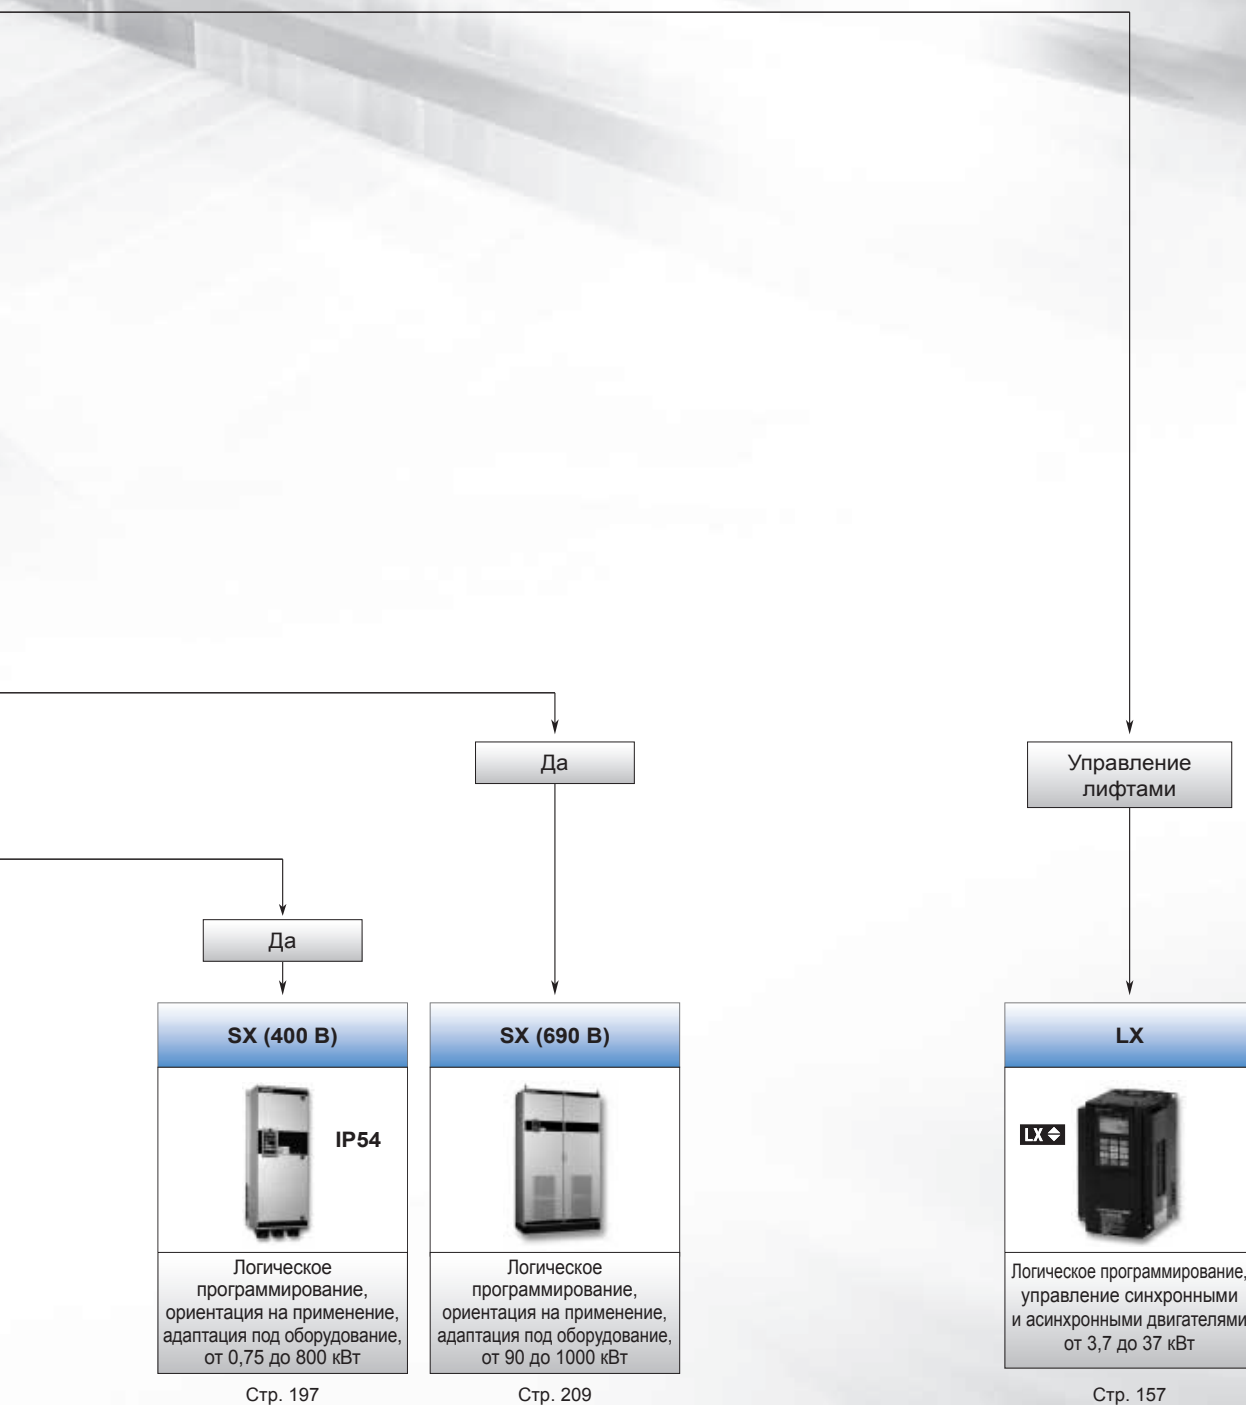 Да
Управление
лифтами
Да
SX (400 В)
IP54
Логическое
программирование,
ориентация на применение,
адаптация под оборудование,
от 0,75 до 800 кВт
Стр. 197
SX (690 В)
Логическое
программирование,
ориентация на применение,
адаптация под оборудование,
от 90 до 1000 кВт
Стр. 209
LX
LX
Логическое программирование,
управление синхронными
и асинхронными двигателями
от 3,7 до 37 кВт
Стр. 157